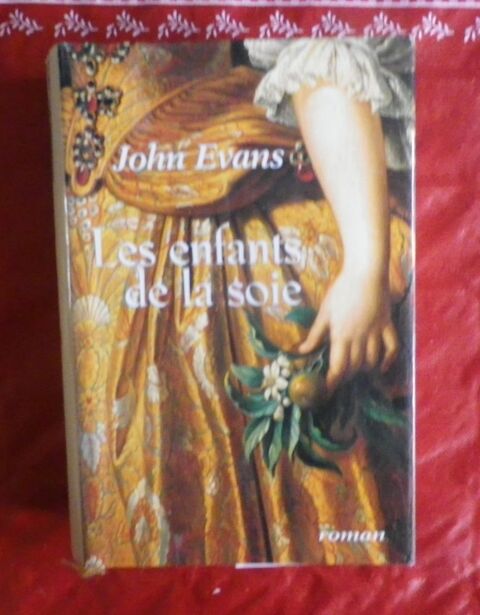 John Evans
Les enfants
de la soie
roman